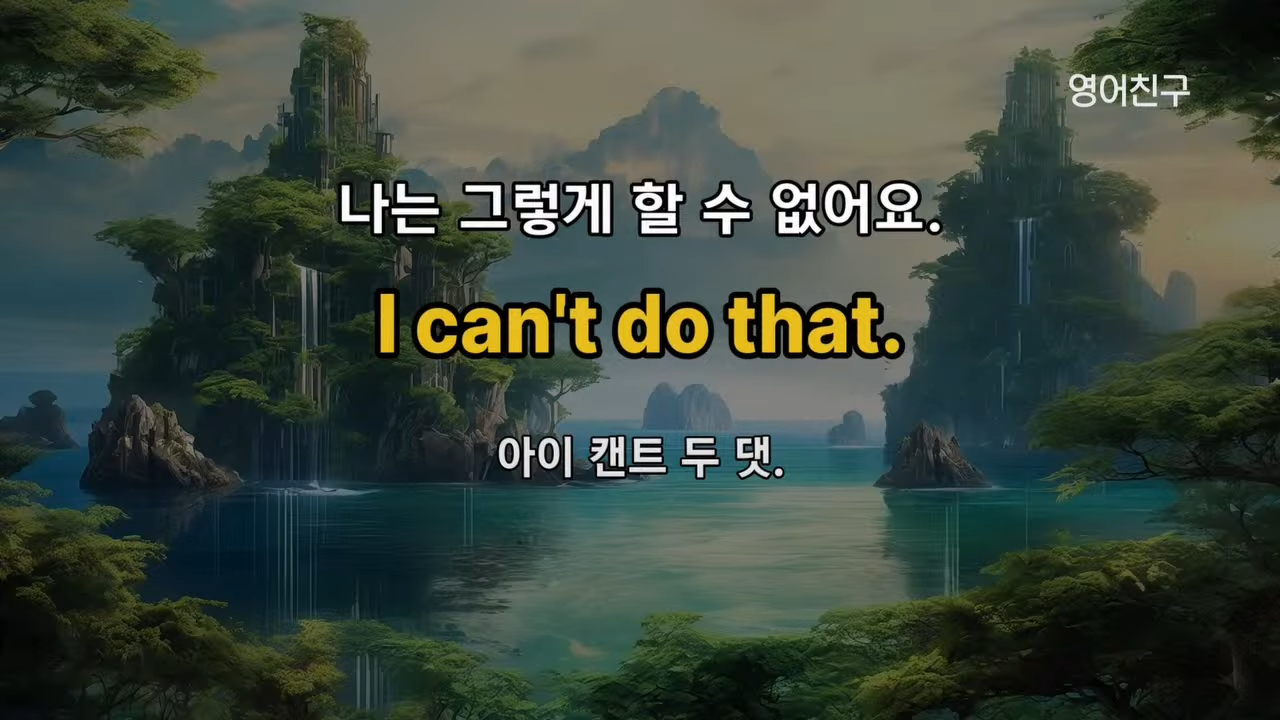 영어친구
나는 그렇게 할 수 없어요.
I can't do that.
아이 캔트 두 댓.